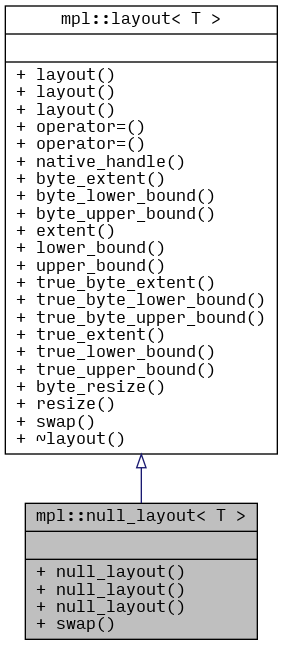 mpl::layout< T >
+ layout()
+ layout()
+ layout()
+ operator=()
+ operator=()
+ native_handle()
+ byte_extent()
+ byte_lower_bound()
+ byte_upper_bound()
+ extent()
+ lower_bound()
+ upper_bound()
+ true_byte_extent()
+ true_byte_lower_bound()
+ true_byte_upper_bound()
+ true_extent()
+ true_lower_bound()
+ true_upper_bound()
+ byte_resize()
+ resize()
+ swap()
+ ~layout()
mpl::null_layout< T >
+ null_layout()
+ null_layout()
+ null_layout()
+ swap()